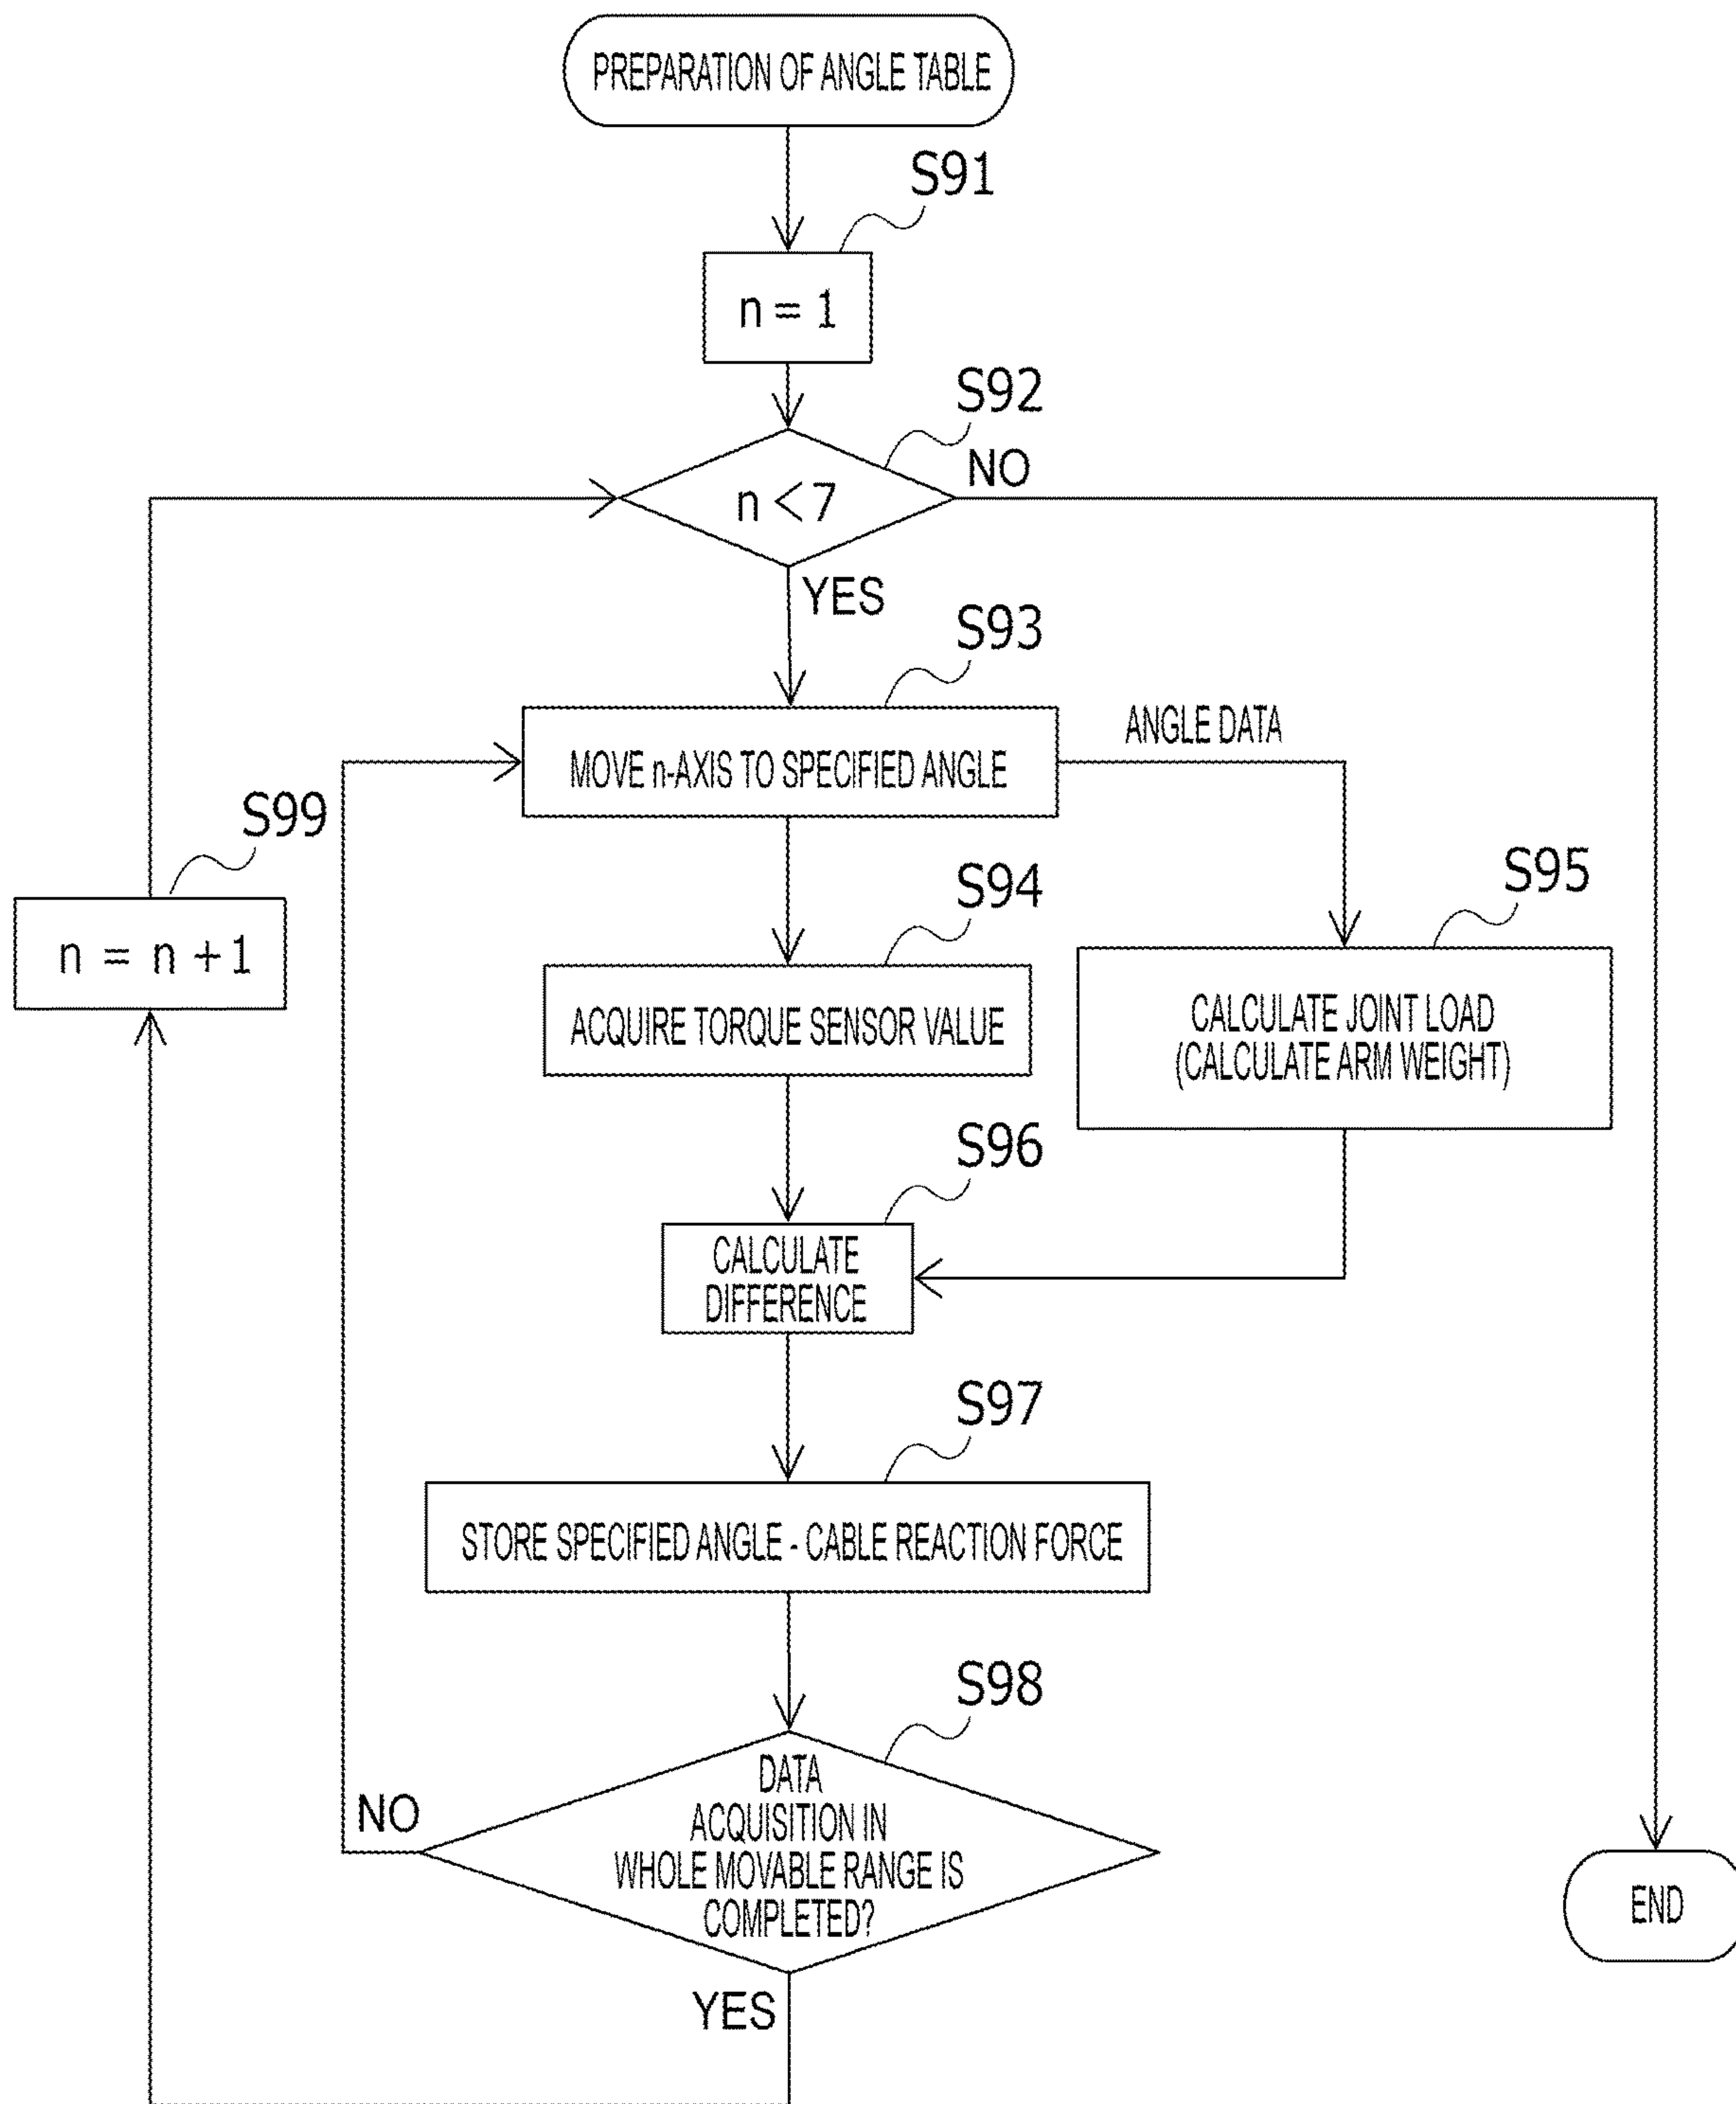 PREPARATION OF ANGLE TABLE
S91
n = 1
S92
NO
n < 7
YES
S93
ANGLE DATA
MOVE n-AXIS TO SPECIFIED ANGLE
S99
n = n + 1
S94
ACQUIRE TORQUE SENSOR VALUE
S95
CALCULATE JOINT LOAD
(CALCULATE ARM WEIGHT)
S96
CALCULATE
DIFFERENCE
S97
STORE SPECIFIED ANGLE - CABLE REACTION FORCE
S98
DATA
ACQUISITION IN
WHOLE MOVABLE RANGE IS
COMPLETED?
NO
YES
END